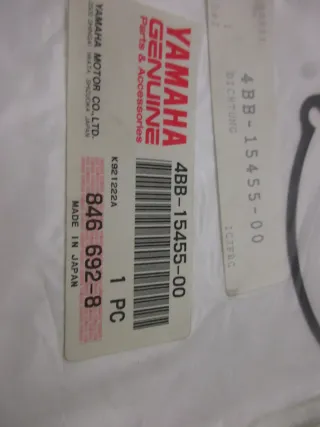 YAMAHA
GENUINE
Parts & Accessories
YAMAHA MOTOR CO., LTD.
4BB-15455-00
K921222A
1 PC
846 692-8
MADE IN JAPAN
4BB-15455-00
DICHTUNG